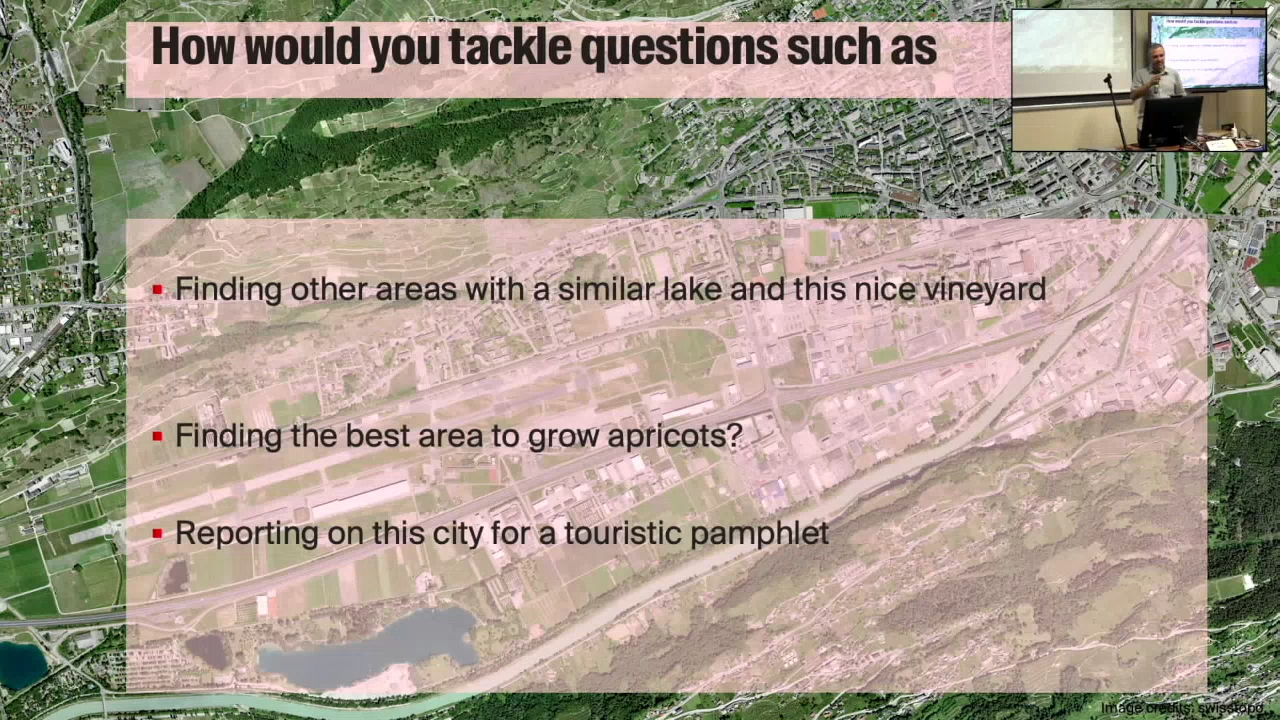 How would you tackle questions such as
Finding other areas with a similar lake and this nice vineyard
Finding the best area to grow apricots?
Reporting on this city for a touristic pamphlet
Image credits: swisstopo